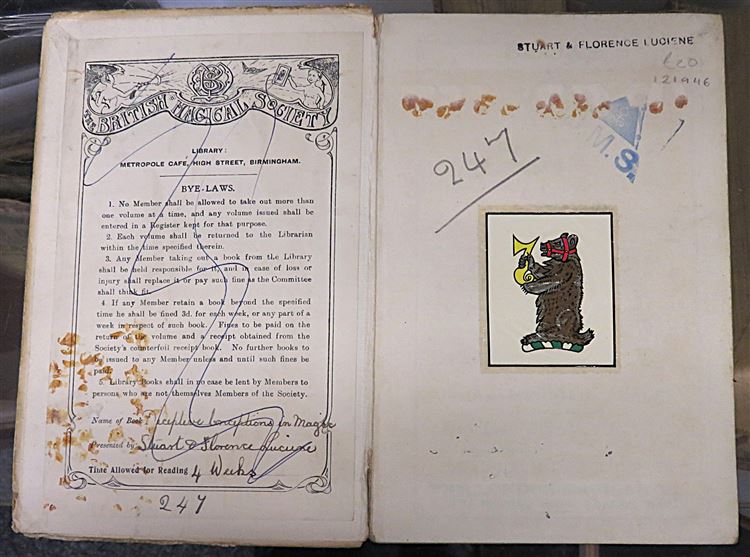 THE BRITISH MAGICAL SOCIETY
LIBRARY:
METROPOLE CAFE, HIGH STREET, BIRMINGHAM.
BYE-LAWS.
1. No Member shall be allowed to take out more than
one volume at a time, and any volume issued shall be
entered in a Register kept for that purpose.
2. Each volume shall be returned to the Librarian
within the time specified therein.
3. Any Member taking out a book from the Library
shall be held responsible for it, and in case of loss or
injury shall replace it or pay such fine as the Committee
shall think fit.
4. If any Member retain a book beyond the specified
time he shall be fined 3d. for each week, or any part of a
week in respect of such book. Fines to be paid on the
return of the volume and a receipt obtained from the
Society's counterfoil receipt book. No further books to
be issued to any Member unless and until such fines be
paid.
5. Library Books shall in no case be lent by Members to
persons who are not themselves Members of the Society.
Name of Book Deceptive Conceptions in Magic
Presented by Stuart & Florence Luciene
Time Allowed for Reading 4 Weeks
247
STUART & FLORENCE LUCIENE
121946
M.S.
247